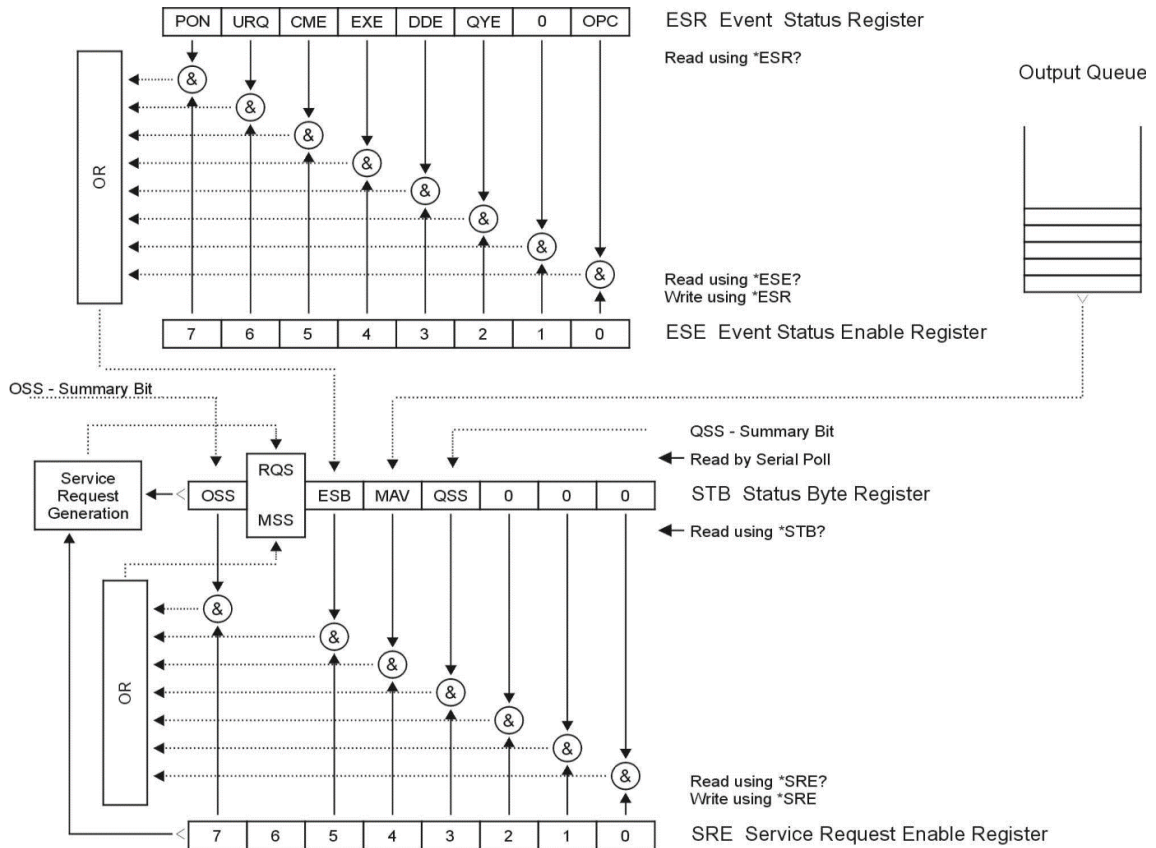 PON URQ CME EXE DDE QYE 0 OPC
ESR Event Status Register
Read using *ESR?
Output Queue
&
&
&
&
&
&
&
&
OR
Read using *ESE?
Write using *ESR
7 6 5 4 3 2 1 0
ESE Event Status Enable Register
OSS - Summary Bit
QSS - Summary Bit
Read by Serial Poll
Service
Request
Generation
OSS
RQS
MSS
ESB MAV QSS 0 0 0
STB Status Byte Register
Read using *STB?
&
&
&
&
&
&
&
OR
Read using *SRE?
Write using *SRE
7 6 5 4 3 2 1 0
SRE Service Request Enable Register